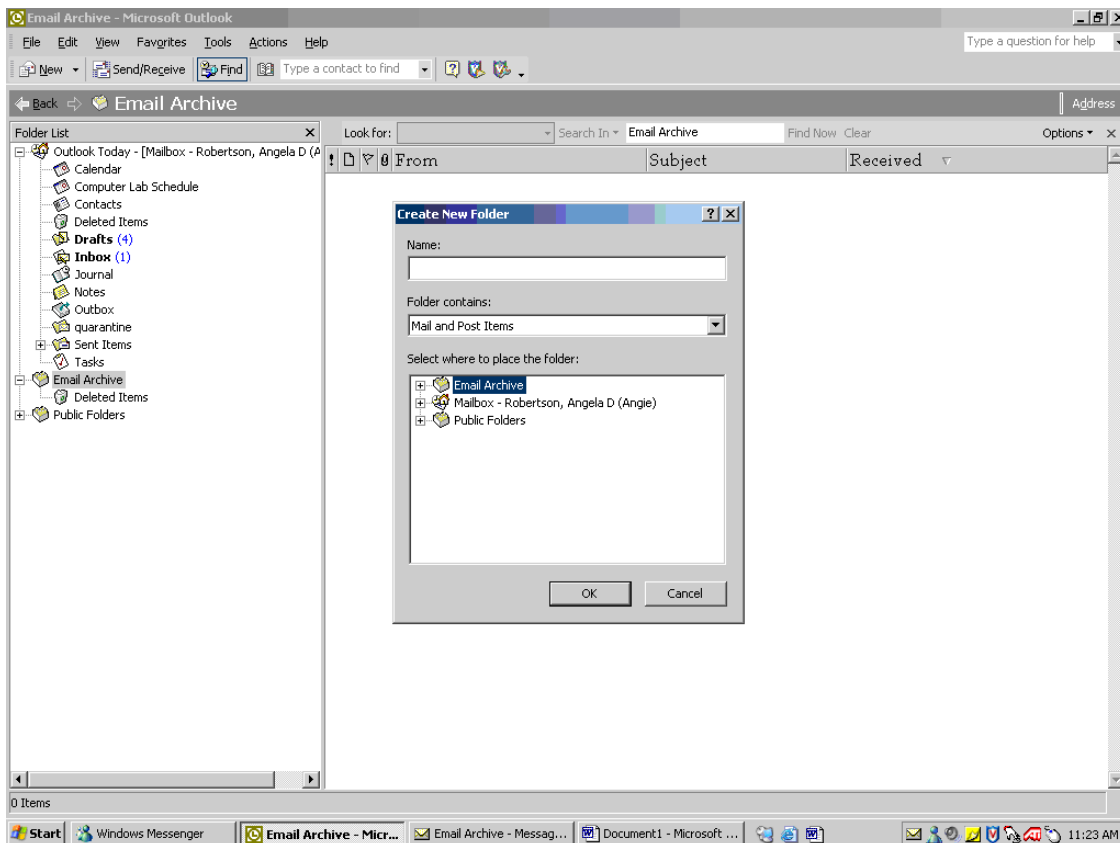 Email Archive - Microsoft Outlook
File Edit View Favorites Tools Actions Help
Type a question for help
New Send/Receive Find Type a contact to find
Back Email Archive Address
Folder List
Look for: Search In Email Archive Find Now Clear Options
! From Subject Received
Outlook Today - [Mailbox - Robertson, Angela D (A
Calendar
Computer Lab Schedule
Contacts
Deleted Items
Drafts (4)
Inbox (1)
Journal
Notes
Outbox
quarantine
Sent Items
Tasks
Email Archive
Deleted Items
Public Folders
Create New Folder
Name:
Folder contains:
Mail and Post Items
Select where to place the folder:
Email Archive
Mailbox - Robertson, Angela D (Angie)
Public Folders
OK Cancel
0 Items
Start Windows Messenger Email Archive - Micr... Email Archive - Messag... Document1 - Microsoft ... 11:23 AM